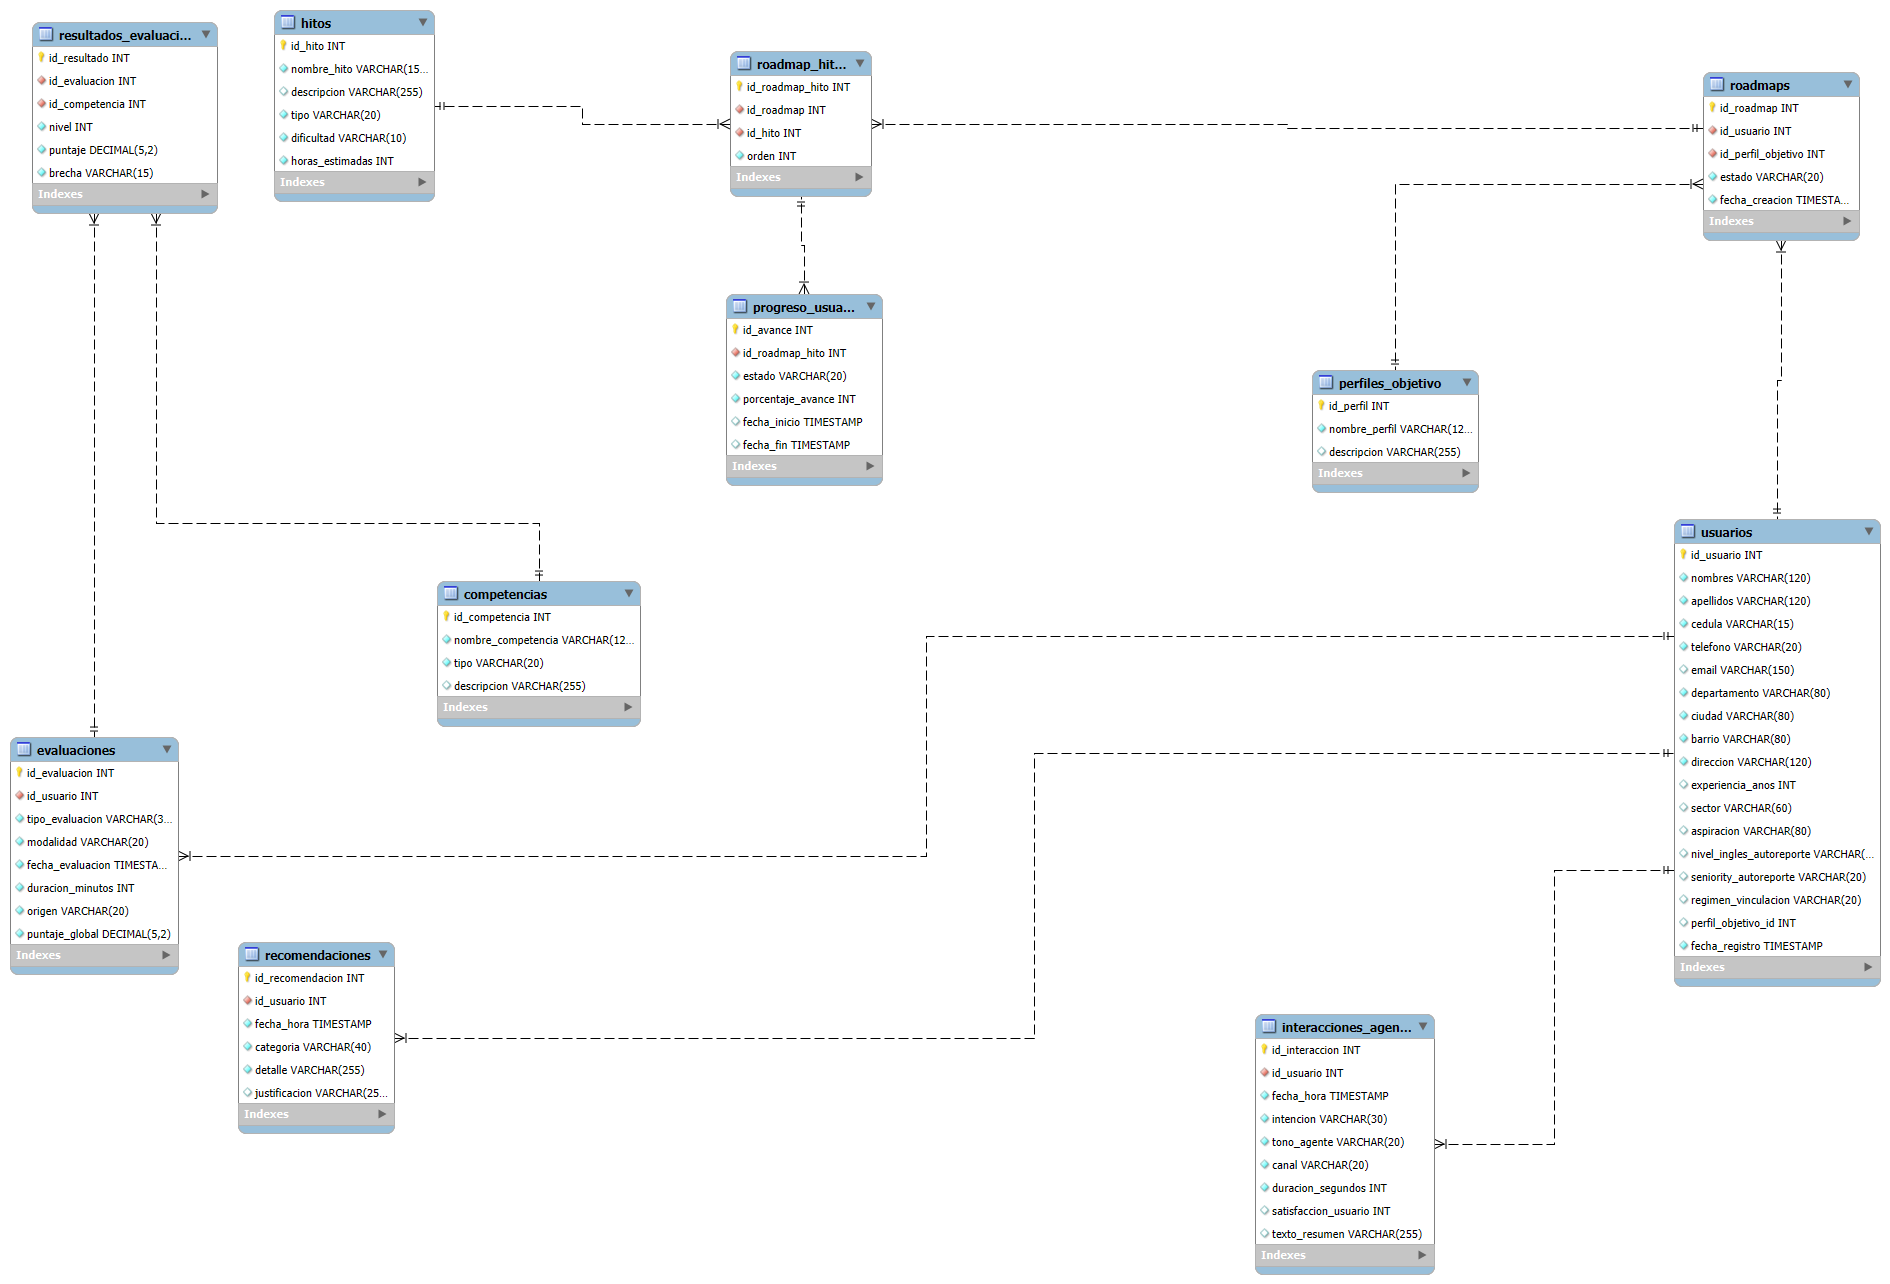 resultados_evaluaci...
id_resultado INT
id_evaluacion INT
id_competencia INT
nivel INT
puntaje DECIMAL(5,2)
brecha VARCHAR(15)
Indexes
hitos
id_hito INT
nombre_hito VARCHAR(15...
descripcion VARCHAR(255)
tipo VARCHAR(20)
dificultad VARCHAR(10)
horas_estimadas INT
Indexes
roadmap_hit...
id_roadmap_hito INT
id_roadmap INT
id_hito INT
orden INT
Indexes
roadmaps
id_roadmap INT
id_usuario INT
id_perfil_objetivo INT
estado VARCHAR(20)
fecha_creacion TIMESTA...
Indexes
progreso_usua...
id_avance INT
id_roadmap_hito INT
estado VARCHAR(20)
porcentaje_avance INT
fecha_inicio TIMESTAMP
fecha_fin TIMESTAMP
Indexes
perfiles_objetivo
id_perfil INT
nombre_perfil VARCHAR(12...
descripcion VARCHAR(255)
Indexes
usuarios
id_usuario INT
nombres VARCHAR(120)
apellidos VARCHAR(120)
cedula VARCHAR(15)
telefono VARCHAR(20)
email VARCHAR(150)
departamento VARCHAR(80)
ciudad VARCHAR(80)
barrio VARCHAR(80)
direccion VARCHAR(120)
experiencia_anos INT
sector VARCHAR(60)
aspiracion VARCHAR(80)
nivel_ingles_autoreporte VARCHAR(...
seniority_autoreporte VARCHAR(20)
regimen_vinculacion VARCHAR(20)
perfil_objetivo_id INT
fecha_registro TIMESTAMP
Indexes
competencias
id_competencia INT
nombre_competencia VARCHAR(12...
tipo VARCHAR(20)
descripcion VARCHAR(255)
Indexes
evaluaciones
id_evaluacion INT
id_usuario INT
tipo_evaluacion VARCHAR(3...
modalidad VARCHAR(20)
fecha_evaluacion TIMESTA...
duracion_minutos INT
origen VARCHAR(20)
puntaje_global DECIMAL(5,2)
Indexes
recomendaciones
id_recomendacion INT
id_usuario INT
fecha_hora TIMESTAMP
categoria VARCHAR(40)
detalle VARCHAR(255)
justificacion VARCHAR(25...
Indexes
interacciones_agen...
id_interaccion INT
id_usuario INT
fecha_hora TIMESTAMP
intencion VARCHAR(30)
tono_agente VARCHAR(20)
canal VARCHAR(20)
duracion_segundos INT
satisfaccion_usuario INT
texto_resumen VARCHAR(255)
Indexes